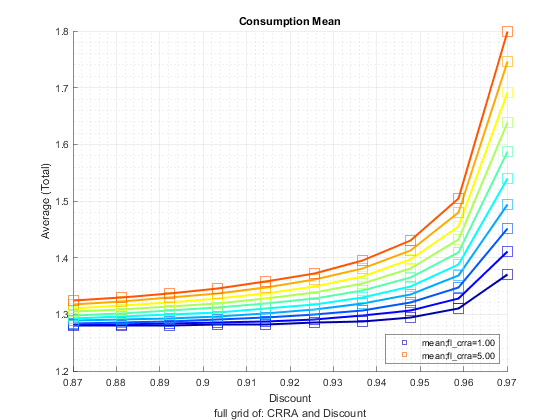 Consumption Mean
1.8
1.7
1.6
1.5
1.4
1.3
1.2
Average (Total)
0.87 0.88 0.89 0.9 0.91 0.92 0.93 0.94 0.95 0.96 0.97
Discount
full grid of: CRRA and Discount
mean;fl_crra=1.00
mean;fl_crra=5.00